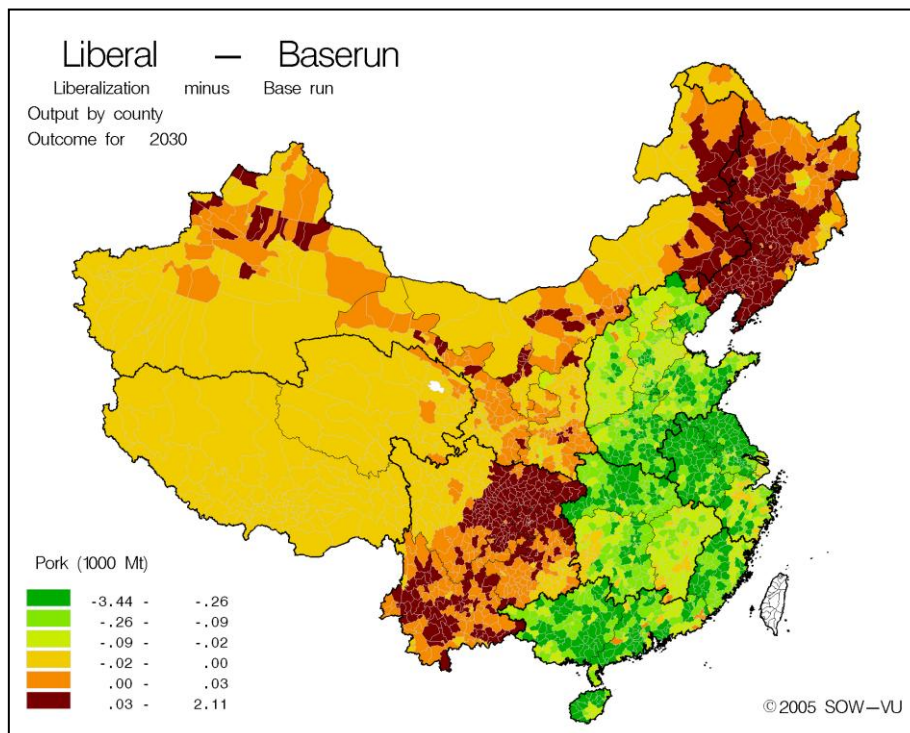 Liberal — Baserun
Liberalization minus Base run
Output by county
Outcome for 2030
Pork (1000 Mt)
-3.44 - -.26
-.26 - -.09
-.09 - -.02
-.02 - .00
.00 - .03
.03 - 2.11
©2005 SOW—VU